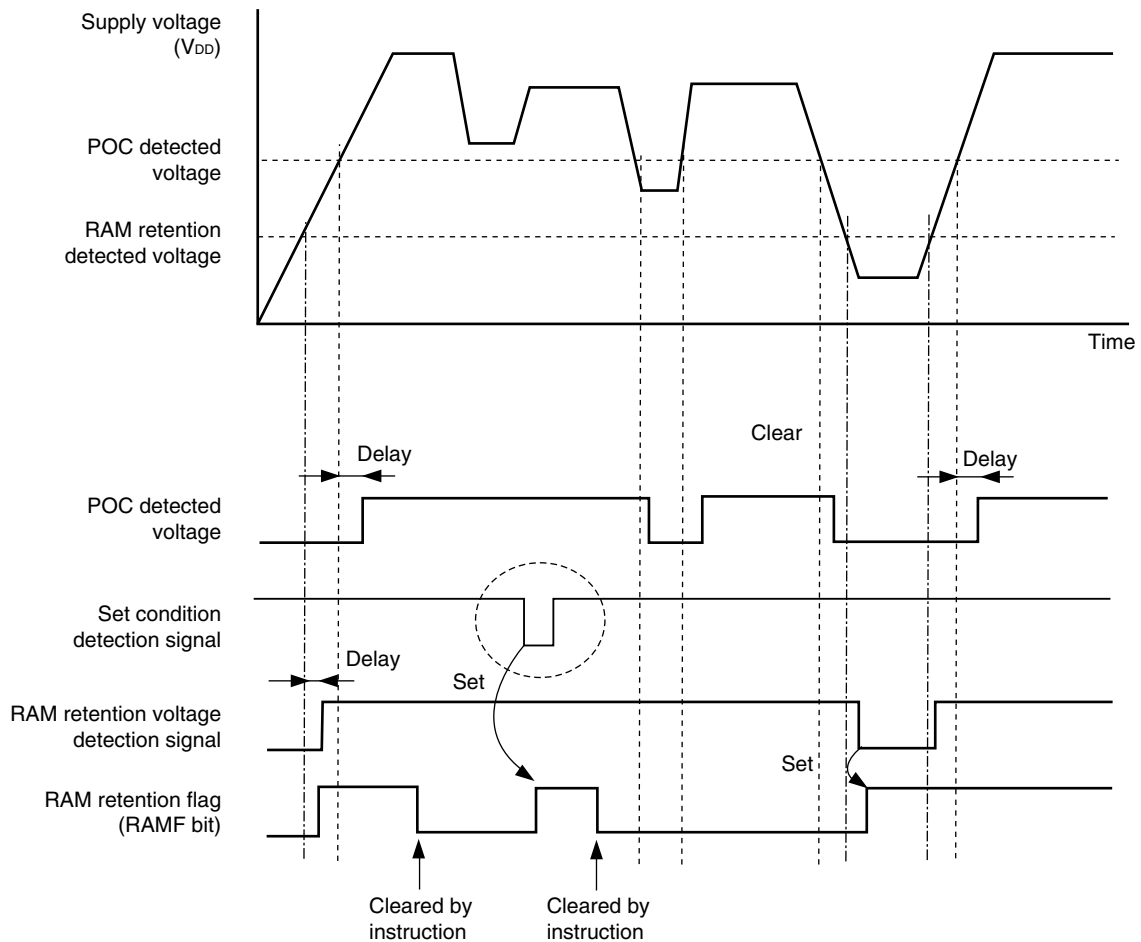 Supply voltage
(VDD)
POC detected
voltage
RAM retention
detected voltage
Time
Clear
Delay
Delay
POC detected
voltage
Set condition
detection signal
Delay
Set
RAM retention voltage
detection signal
Set
RAM retention flag
(RAMF bit)
Cleared by
instruction
Cleared by
instruction